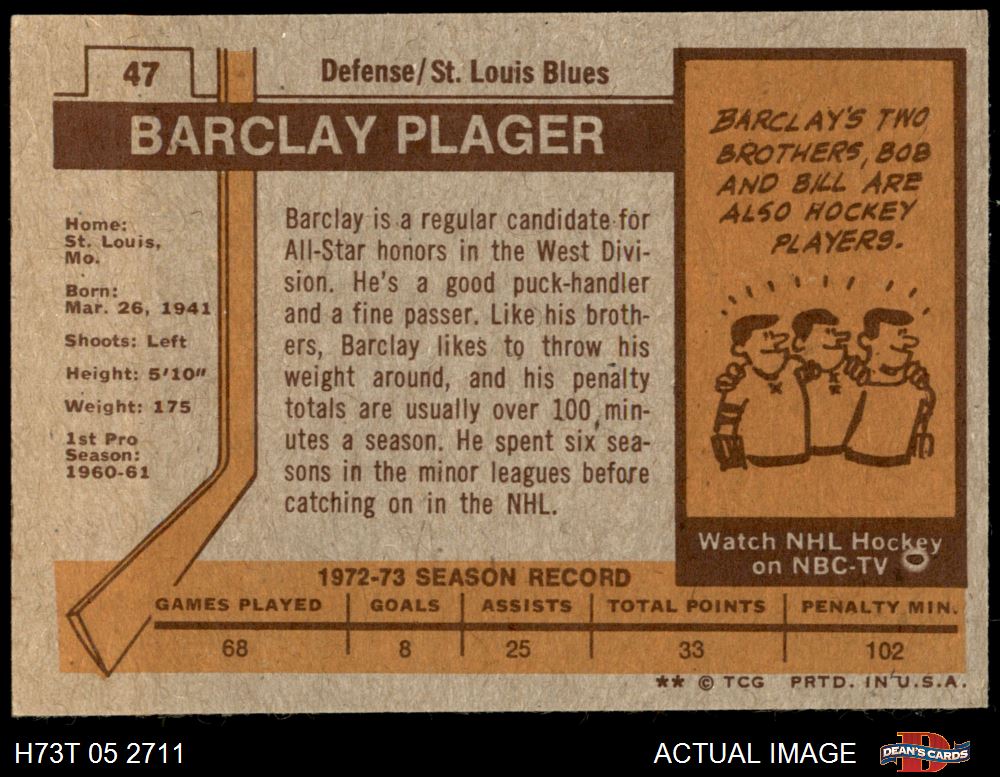 47
Defense/St. Louis Blues
BARCLAY PLAGER
Home:
St. Louis,
Mo.
Born:
Mar. 26, 1941
Shoots: Left
Height: 5'10"
Weight: 175
1st Pro
Season:
1960-61
Barclay is a regular candidate for
All-Star honors in the West Divi-
sion. He's a good puck-handler
and a fine passer. Like his broth-
ers, Barclay likes to throw his
weight around, and his penalty
totals are usually over 100 min-
utes a season. He spent six sea-
sons in the minor leagues before
catching on in the NHL.
BARCLAY'S TWO
BROTHERS, BOB
AND BILL ARE
ALSO HOCKEY
PLAYERS.
Watch NHL Hockey
on NBC-TV
1972-73 SEASON RECORD
GAMES PLAYED GOALS ASSISTS TOTAL POINTS PENALTY MIN.
68 8 25 33 102
** © TCG PRTD. IN U.S.A.
H73T 05 2711
ACTUAL IMAGE
DEAN'S CARDS